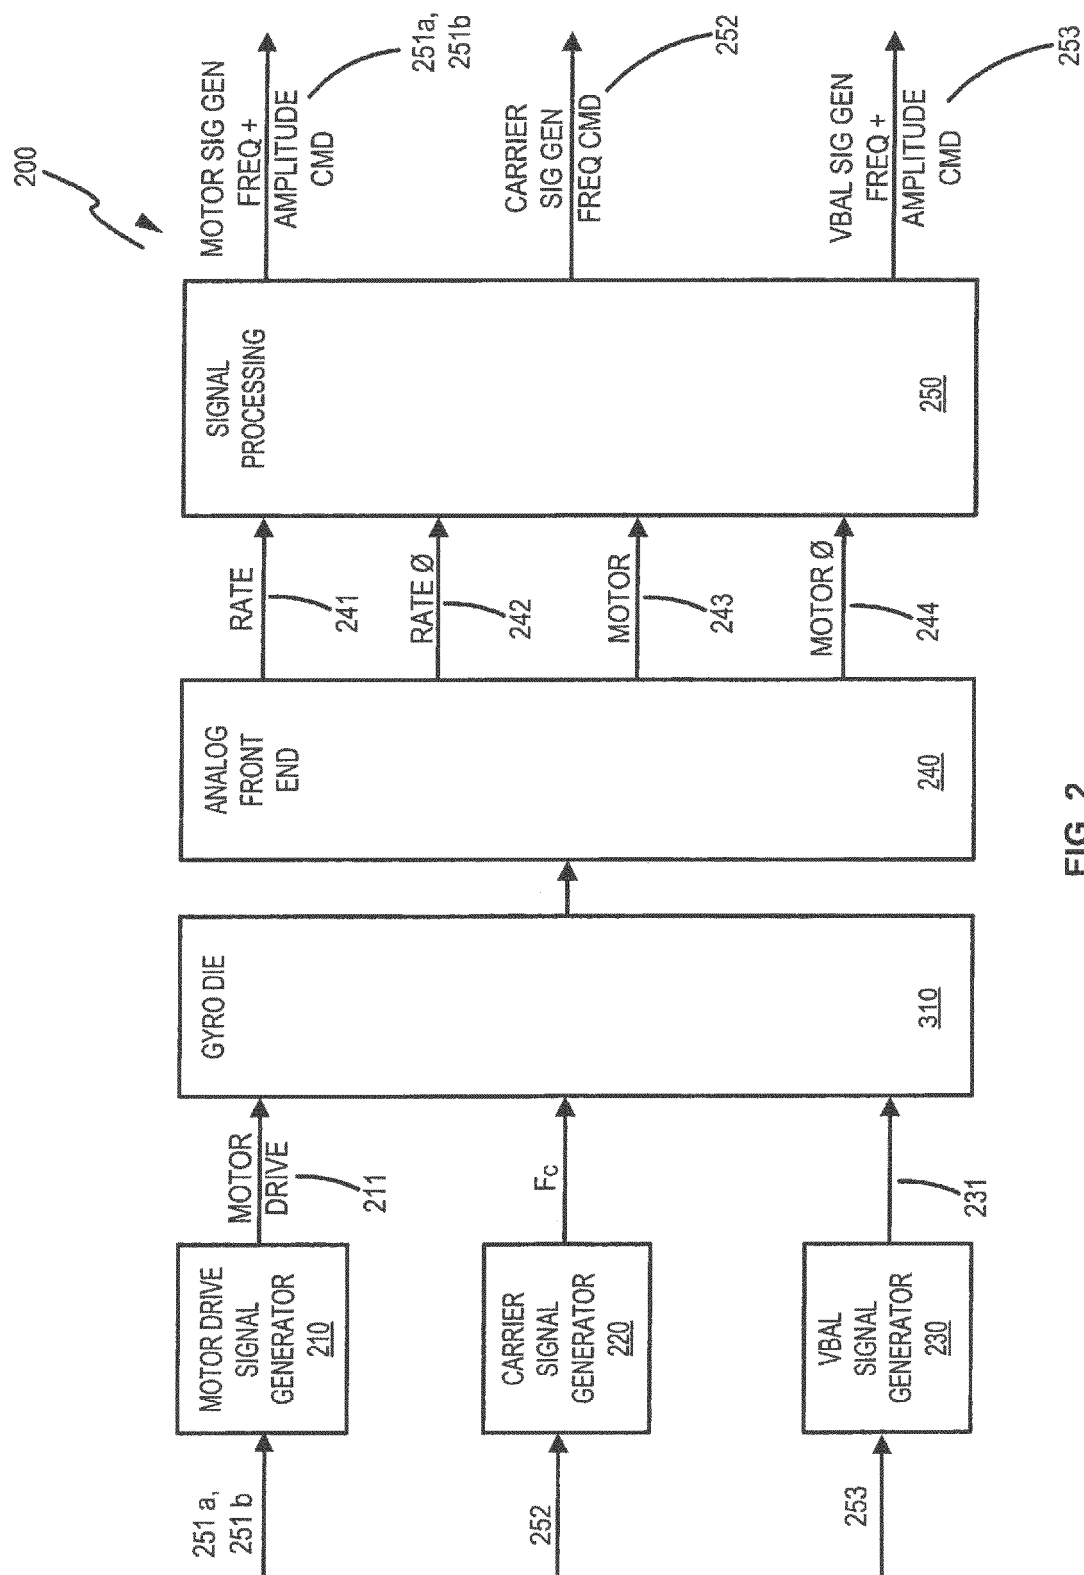 200
251 a,
251 b
MOTOR DRIVE
SIGNAL
GENERATOR
210
MOTOR
DRIVE
211
252
CARRIER
SIGNAL
GENERATOR
220
Fc
253
VBAL
SIGNAL
GENERATOR
230
231
GYRO DIE
310
ANALOG
FRONT
END
240
RATE
241
RATE Ø
242
MOTOR
243
MOTOR Ø
244
SIGNAL
PROCESSING
250
MOTOR SIG GEN
FREQ +
AMPLITUDE
CMD
251a,
251b
CARRIER
SIG GEN
FREQ CMD
252
VBAL SIG GEN
FREQ +
AMPLITUDE
CMD
253
FIG. 2